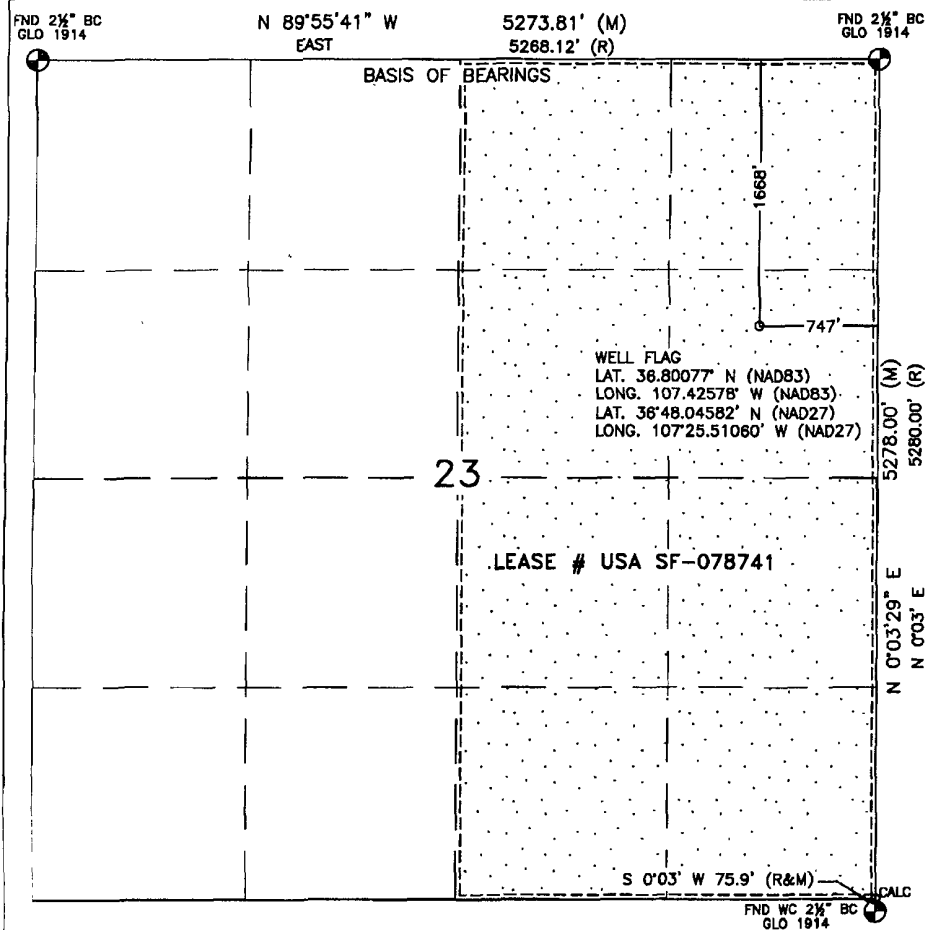 FND 2½" BC
GLO 1914
N 89°55'41" W
EAST
5273.81' (M)
5268.12' (R)
FND 2½" BC
GLO 1914
BASIS OF BEARINGS
1668'
747'
WELL FLAG
LAT. 36.80077° N (NAD83)
LONG. 107.42578° W (NAD83)
LAT. 36°48.04582' N (NAD27)
LONG. 107°25.51060' W (NAD27)
5278.00' (M)
5280.00' (R)
23
LEASE # USA SF-078741
N 0°03'29" E
N 0°03' E
S 0°03' W 75.9' (R&M)
CALC
FND WC 2½" BC
GLO 1914